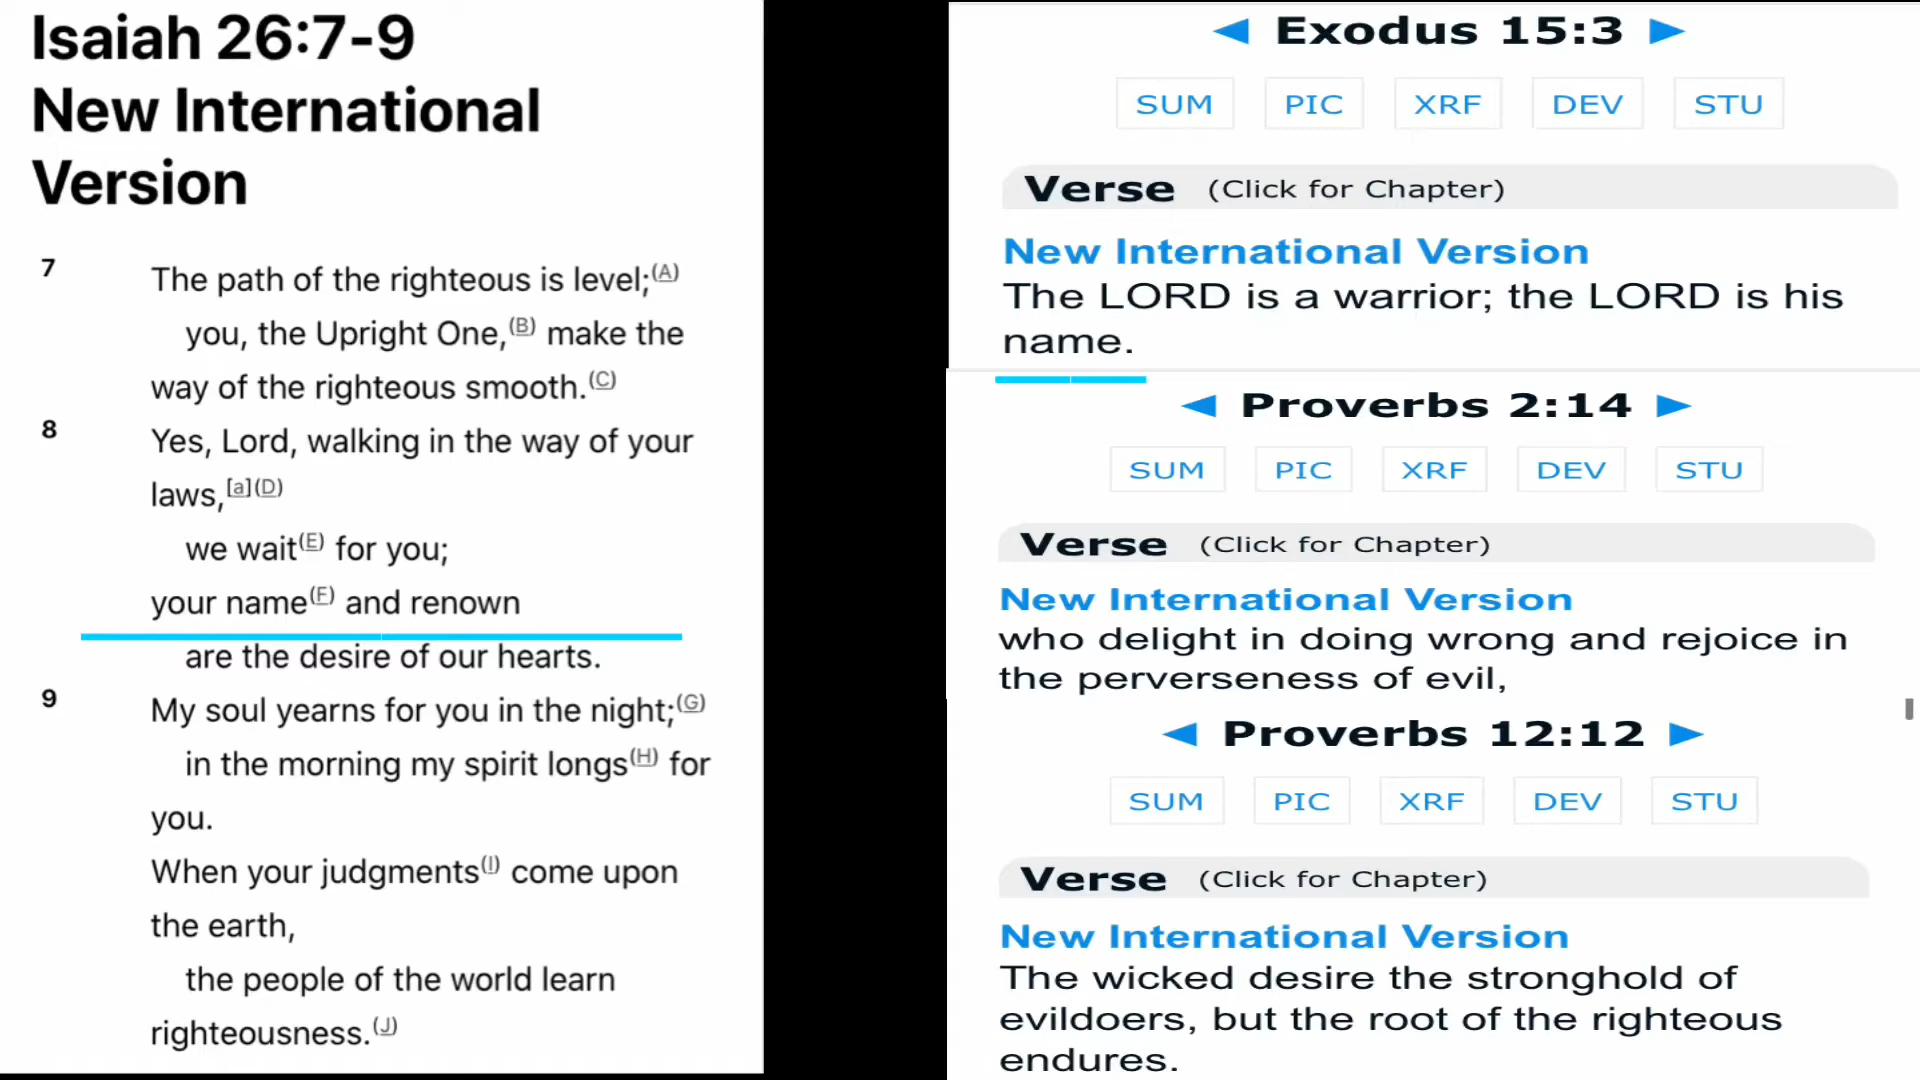 Isaiah 26:7-9
New International
Version
7 The path of the righteous is level;(A)
you, the Upright One,(B) make the
way of the righteous smooth.(C)
8 Yes, Lord, walking in the way of your
laws,[a](D)
we wait(E) for you;
your name(F) and renown
are the desire of our hearts.
9 My soul yearns for you in the night;(G)
in the morning my spirit longs(H) for
you.
When your judgments(I) come upon
the earth,
the people of the world learn
righteousness.(J)
◄ Exodus 15:3 ►
SUM PIC XRF DEV STU
Verse (Click for Chapter)
New International Version
The LORD is a warrior; the LORD is his
name.
◄ Proverbs 2:14 ►
SUM PIC XRF DEV STU
Verse (Click for Chapter)
New International Version
who delight in doing wrong and rejoice in
the perverseness of evil,
◄ Proverbs 12:12 ►
SUM PIC XRF DEV STU
Verse (Click for Chapter)
New International Version
The wicked desire the stronghold of
evildoers, but the root of the righteous
endures.